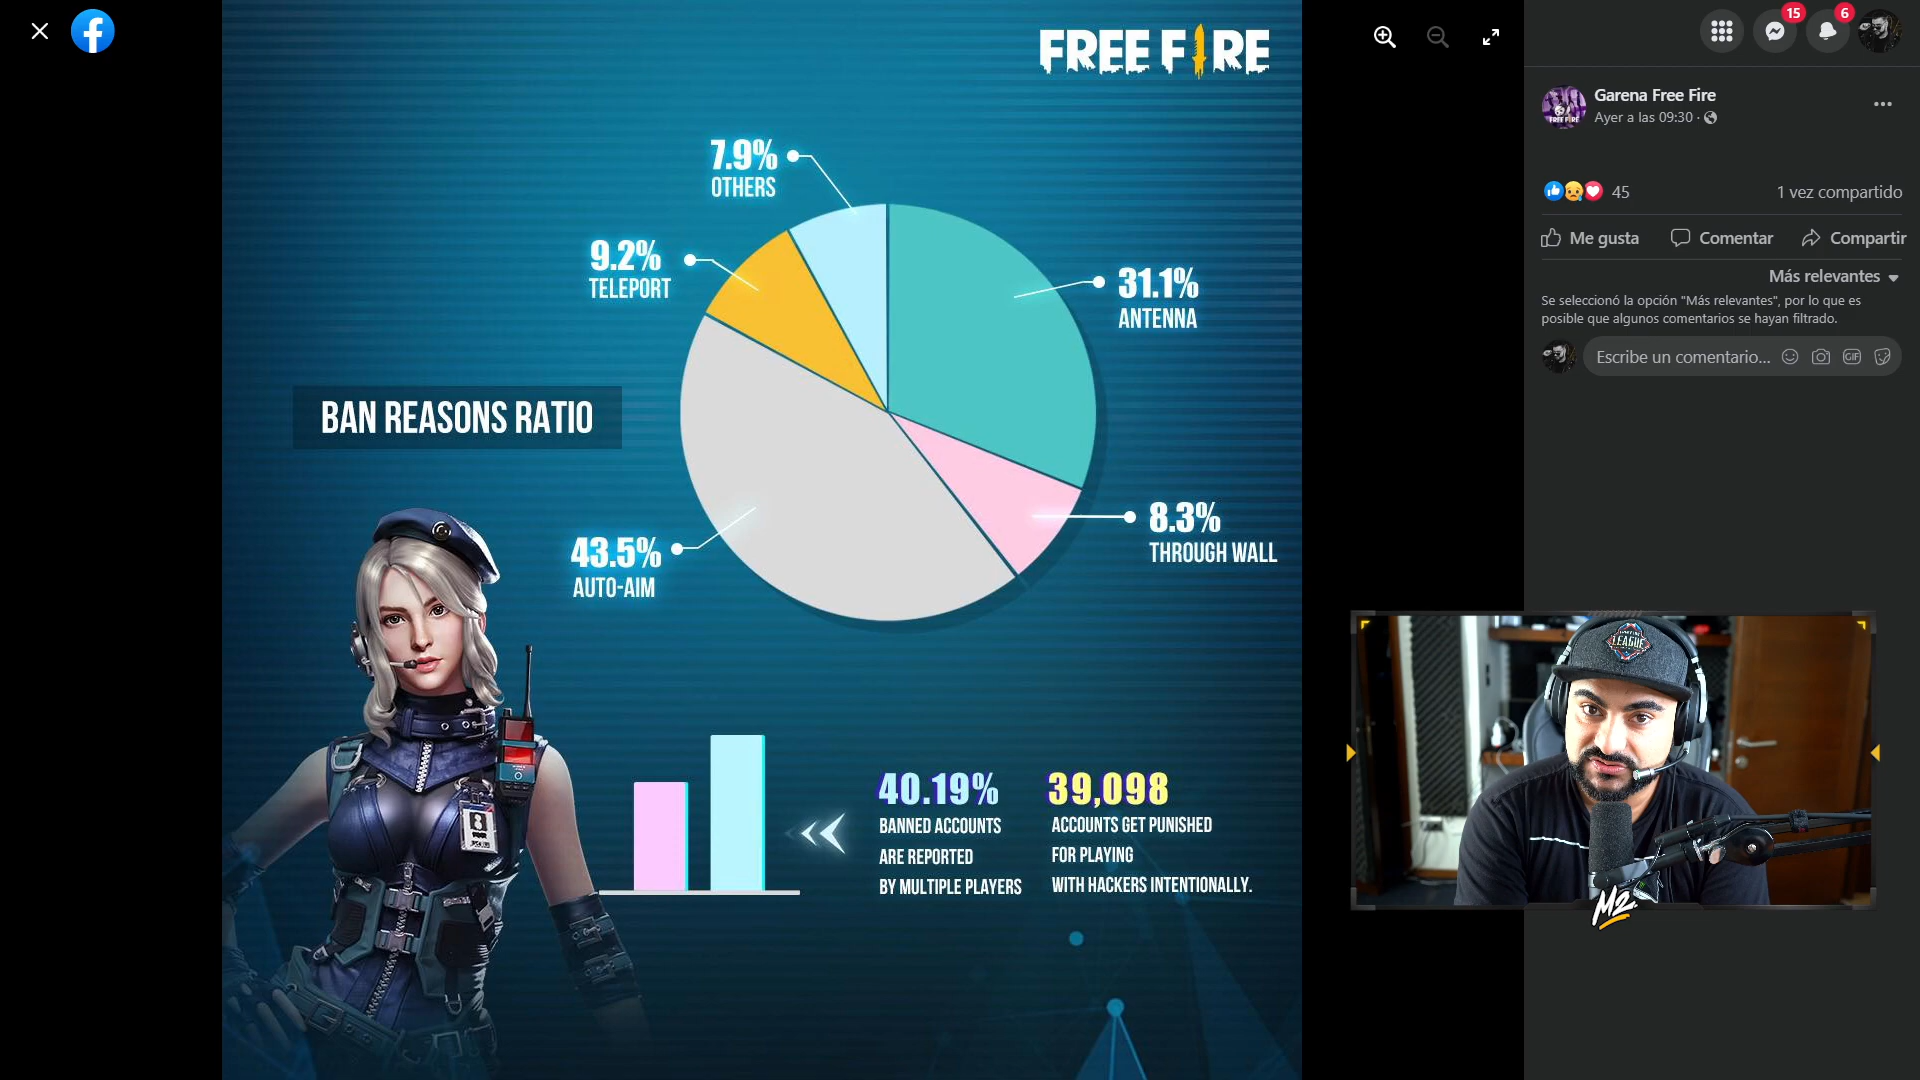 FREE FIRE
7.9%
OTHERS
9.2%
TELEPORT
31.1%
ANTENNA
BAN REASONS RATIO
8.3%
THROUGH WALL
43.5%
AUTO-AIM
40.19%
BANNED ACCOUNTS
ARE REPORTED
BY MULTIPLE PLAYERS
39,098
ACCOUNTS GET PUNISHED
FOR PLAYING
WITH HACKERS INTENTIONALLY.
15
6
Garena Free Fire
Ayer a las 09:30 ·
FREE FIRE
45
1 vez compartido
Me gusta
Comentar
Compartir
Más relevantes
Se seleccionó la opción "Más relevantes", por lo que es
posible que algunos comentarios se hayan filtrado.
Escribe un comentario...
GIF
LEAGUE
M2